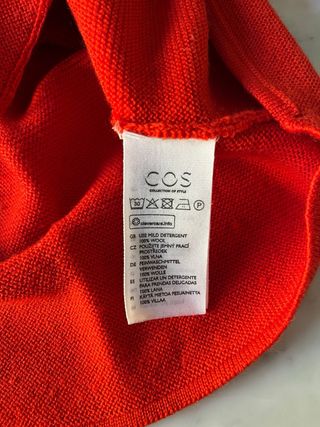 COS
COLLECTION OF STYLE
30 P
clevercare.info
GB USE MILD DETERGENT
100% WOOL
CZ POUŽIJTE JEMNÝ PRACÍ
PROSTŘEDEK
100% VLNA
DE FEINWASCHMITTEL
VERWENDEN
100% WOLLE
ES UTILIZAR UN DETERGENTE
PARA PRENDAS DELICADAS
100% LANA
FI KÄYTÄ MIETOA PESUAINETTA
100% VILLAA